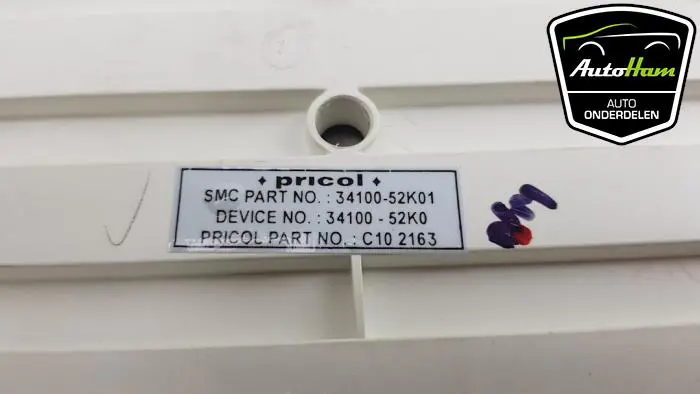 AutoHam
AUTO
ONDERDELEN
pricol
SMC PART NO. : 34100-52K01
DEVICE NO. : 34100 - 52K0
PRICOL PART NO. : C10 2163